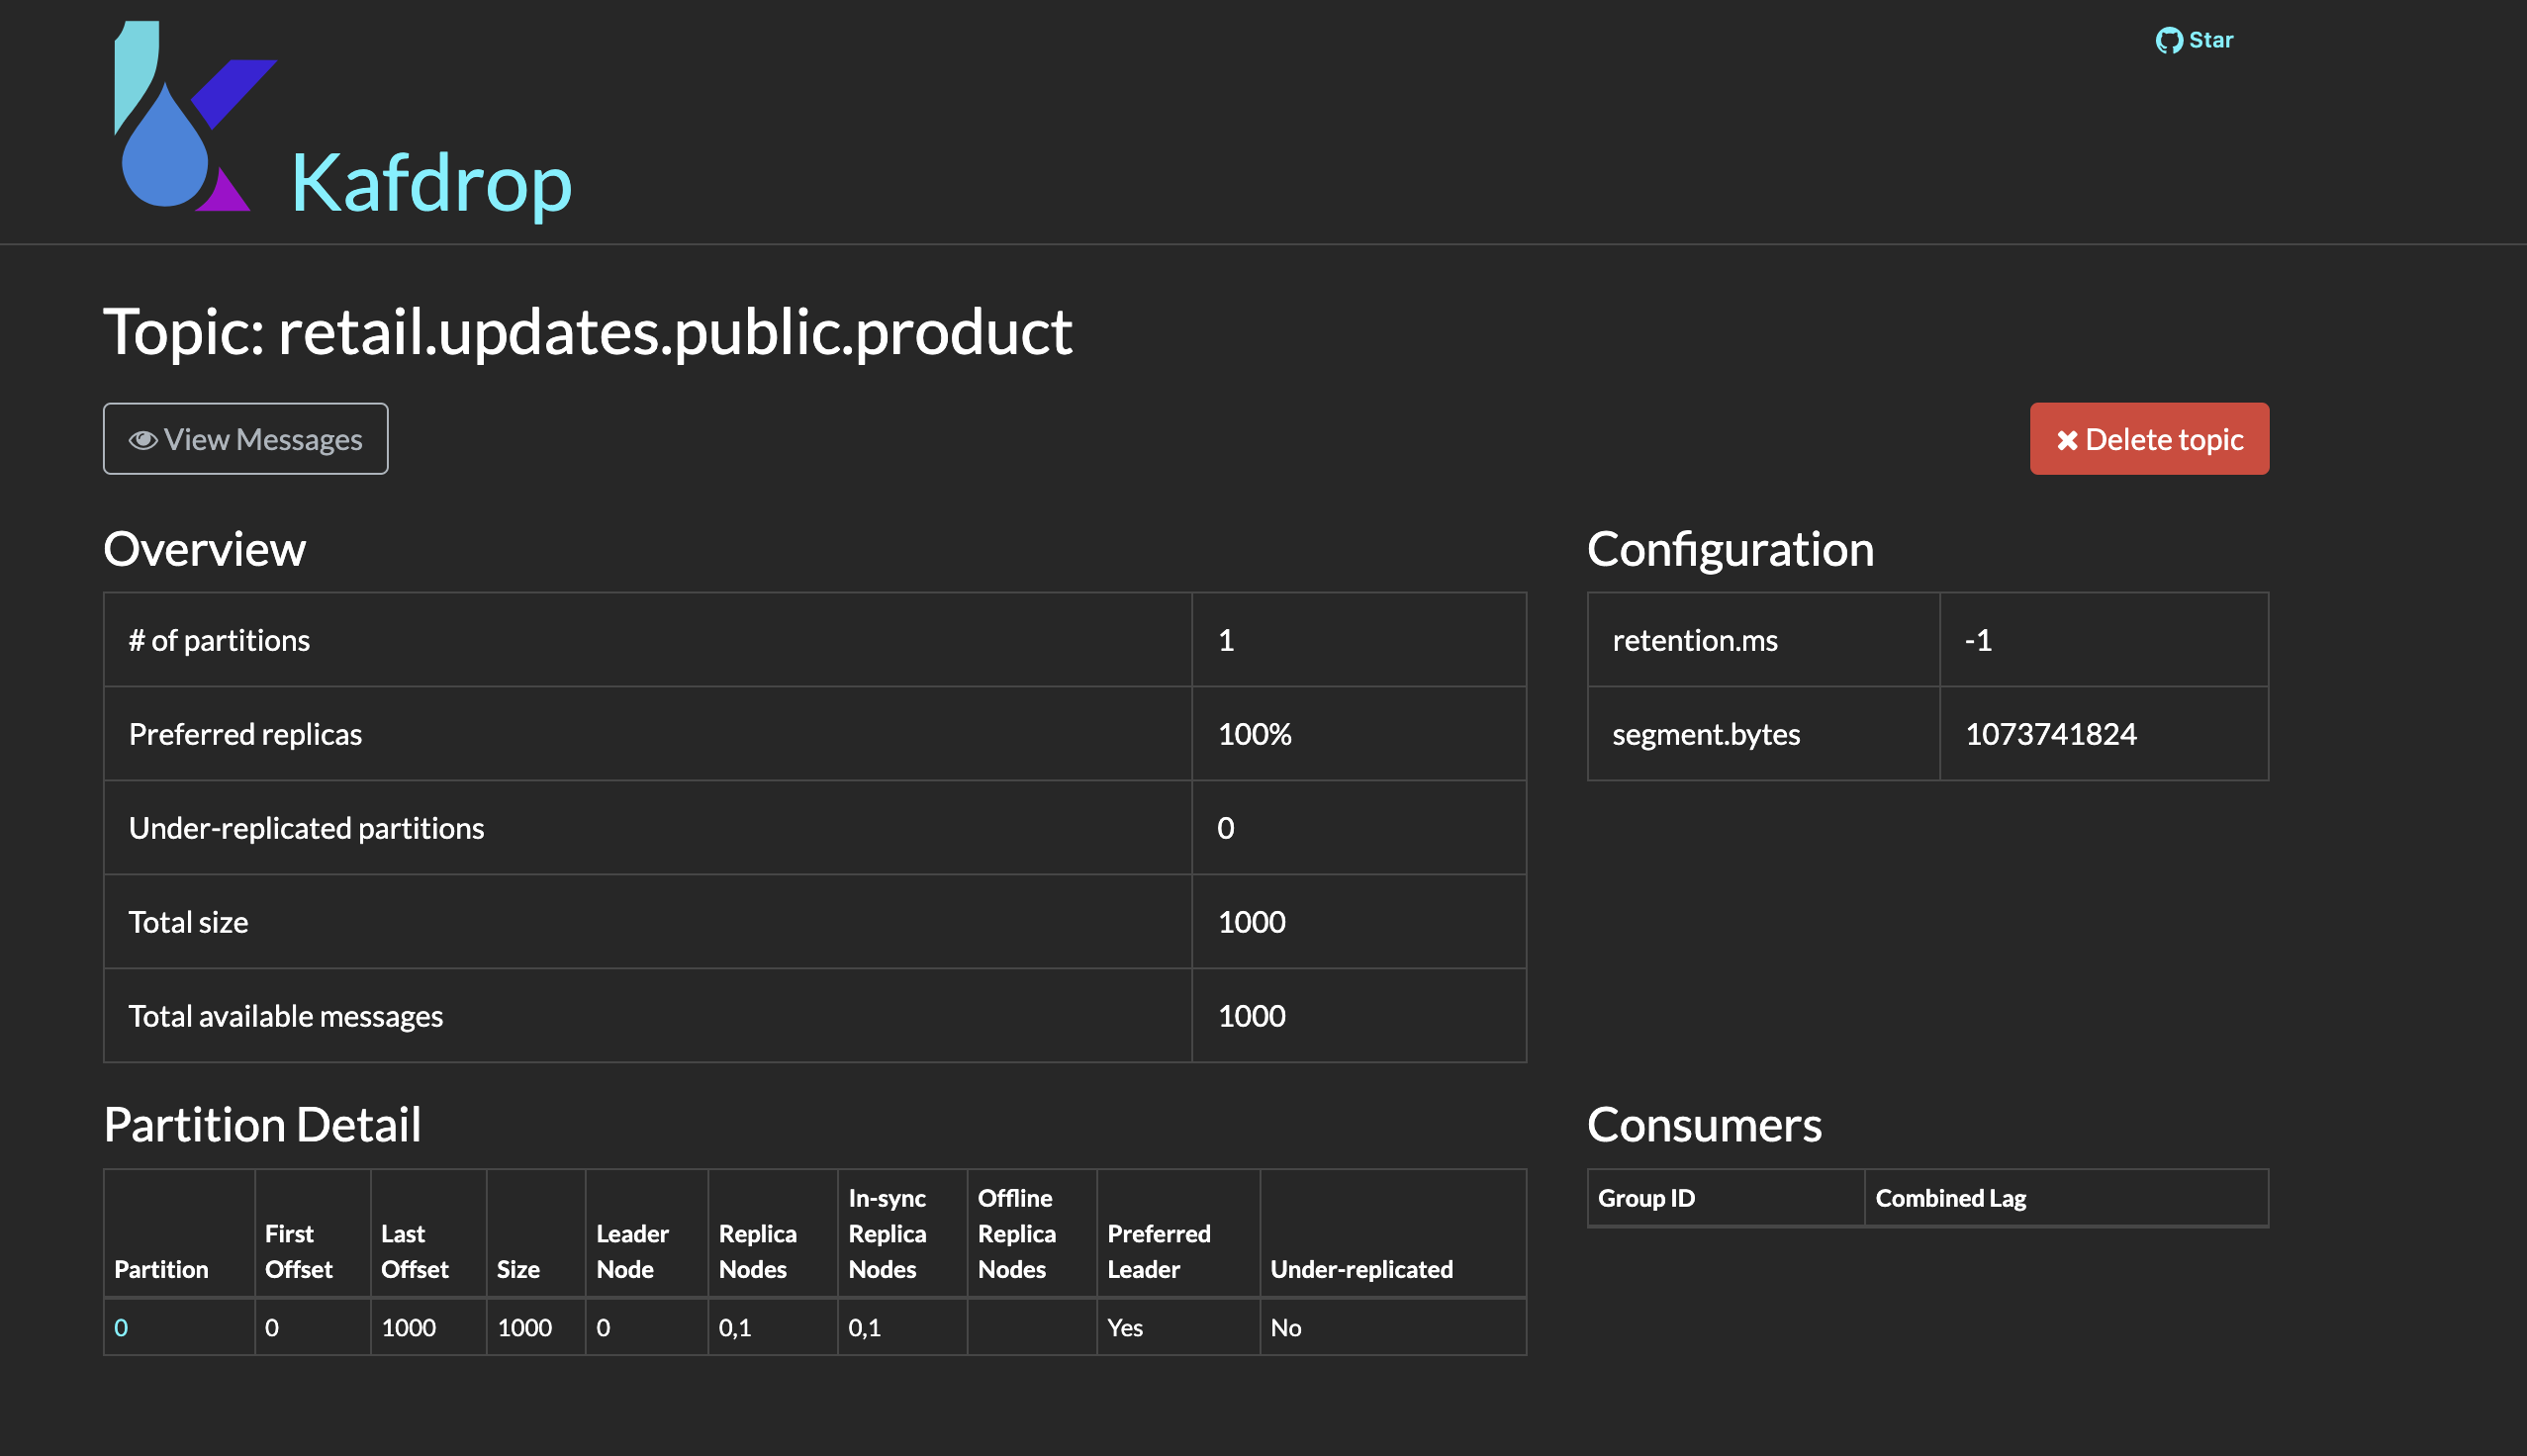 Star
Kafdrop
Topic: retail.updates.public.product
View Messages
Delete topic
Overview
# of partitions 1
Preferred replicas 100%
Under-replicated partitions 0
Total size 1000
Total available messages 1000
Configuration
retention.ms -1
segment.bytes 1073741824
Partition Detail
Partition First Offset Last Offset Size Leader Node Replica Nodes In-sync Replica Nodes Offline Replica Nodes Preferred Leader Under-replicated
0 0 1000 1000 0 0,1 0,1 Yes No
Consumers
Group ID Combined Lag